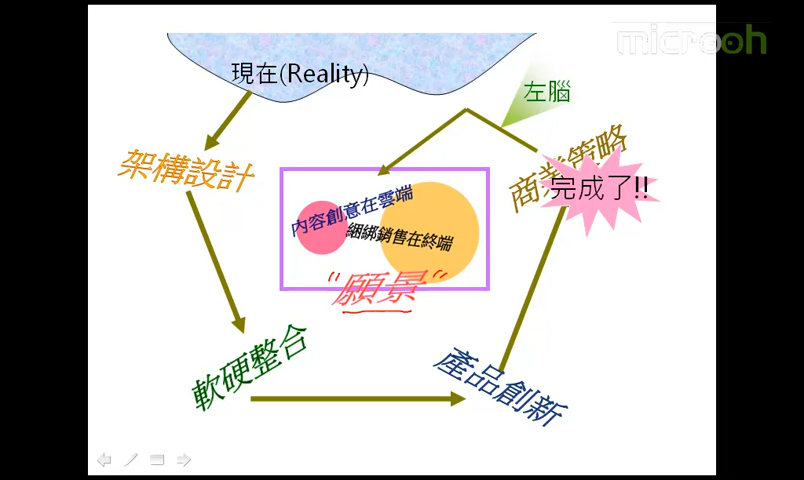 microoh
現在(Reality)
左腦
架構設計
商業策略
完成了!!
內容創意在雲端
綑綁銷售在終端
“願景“
軟硬整合
產品創新